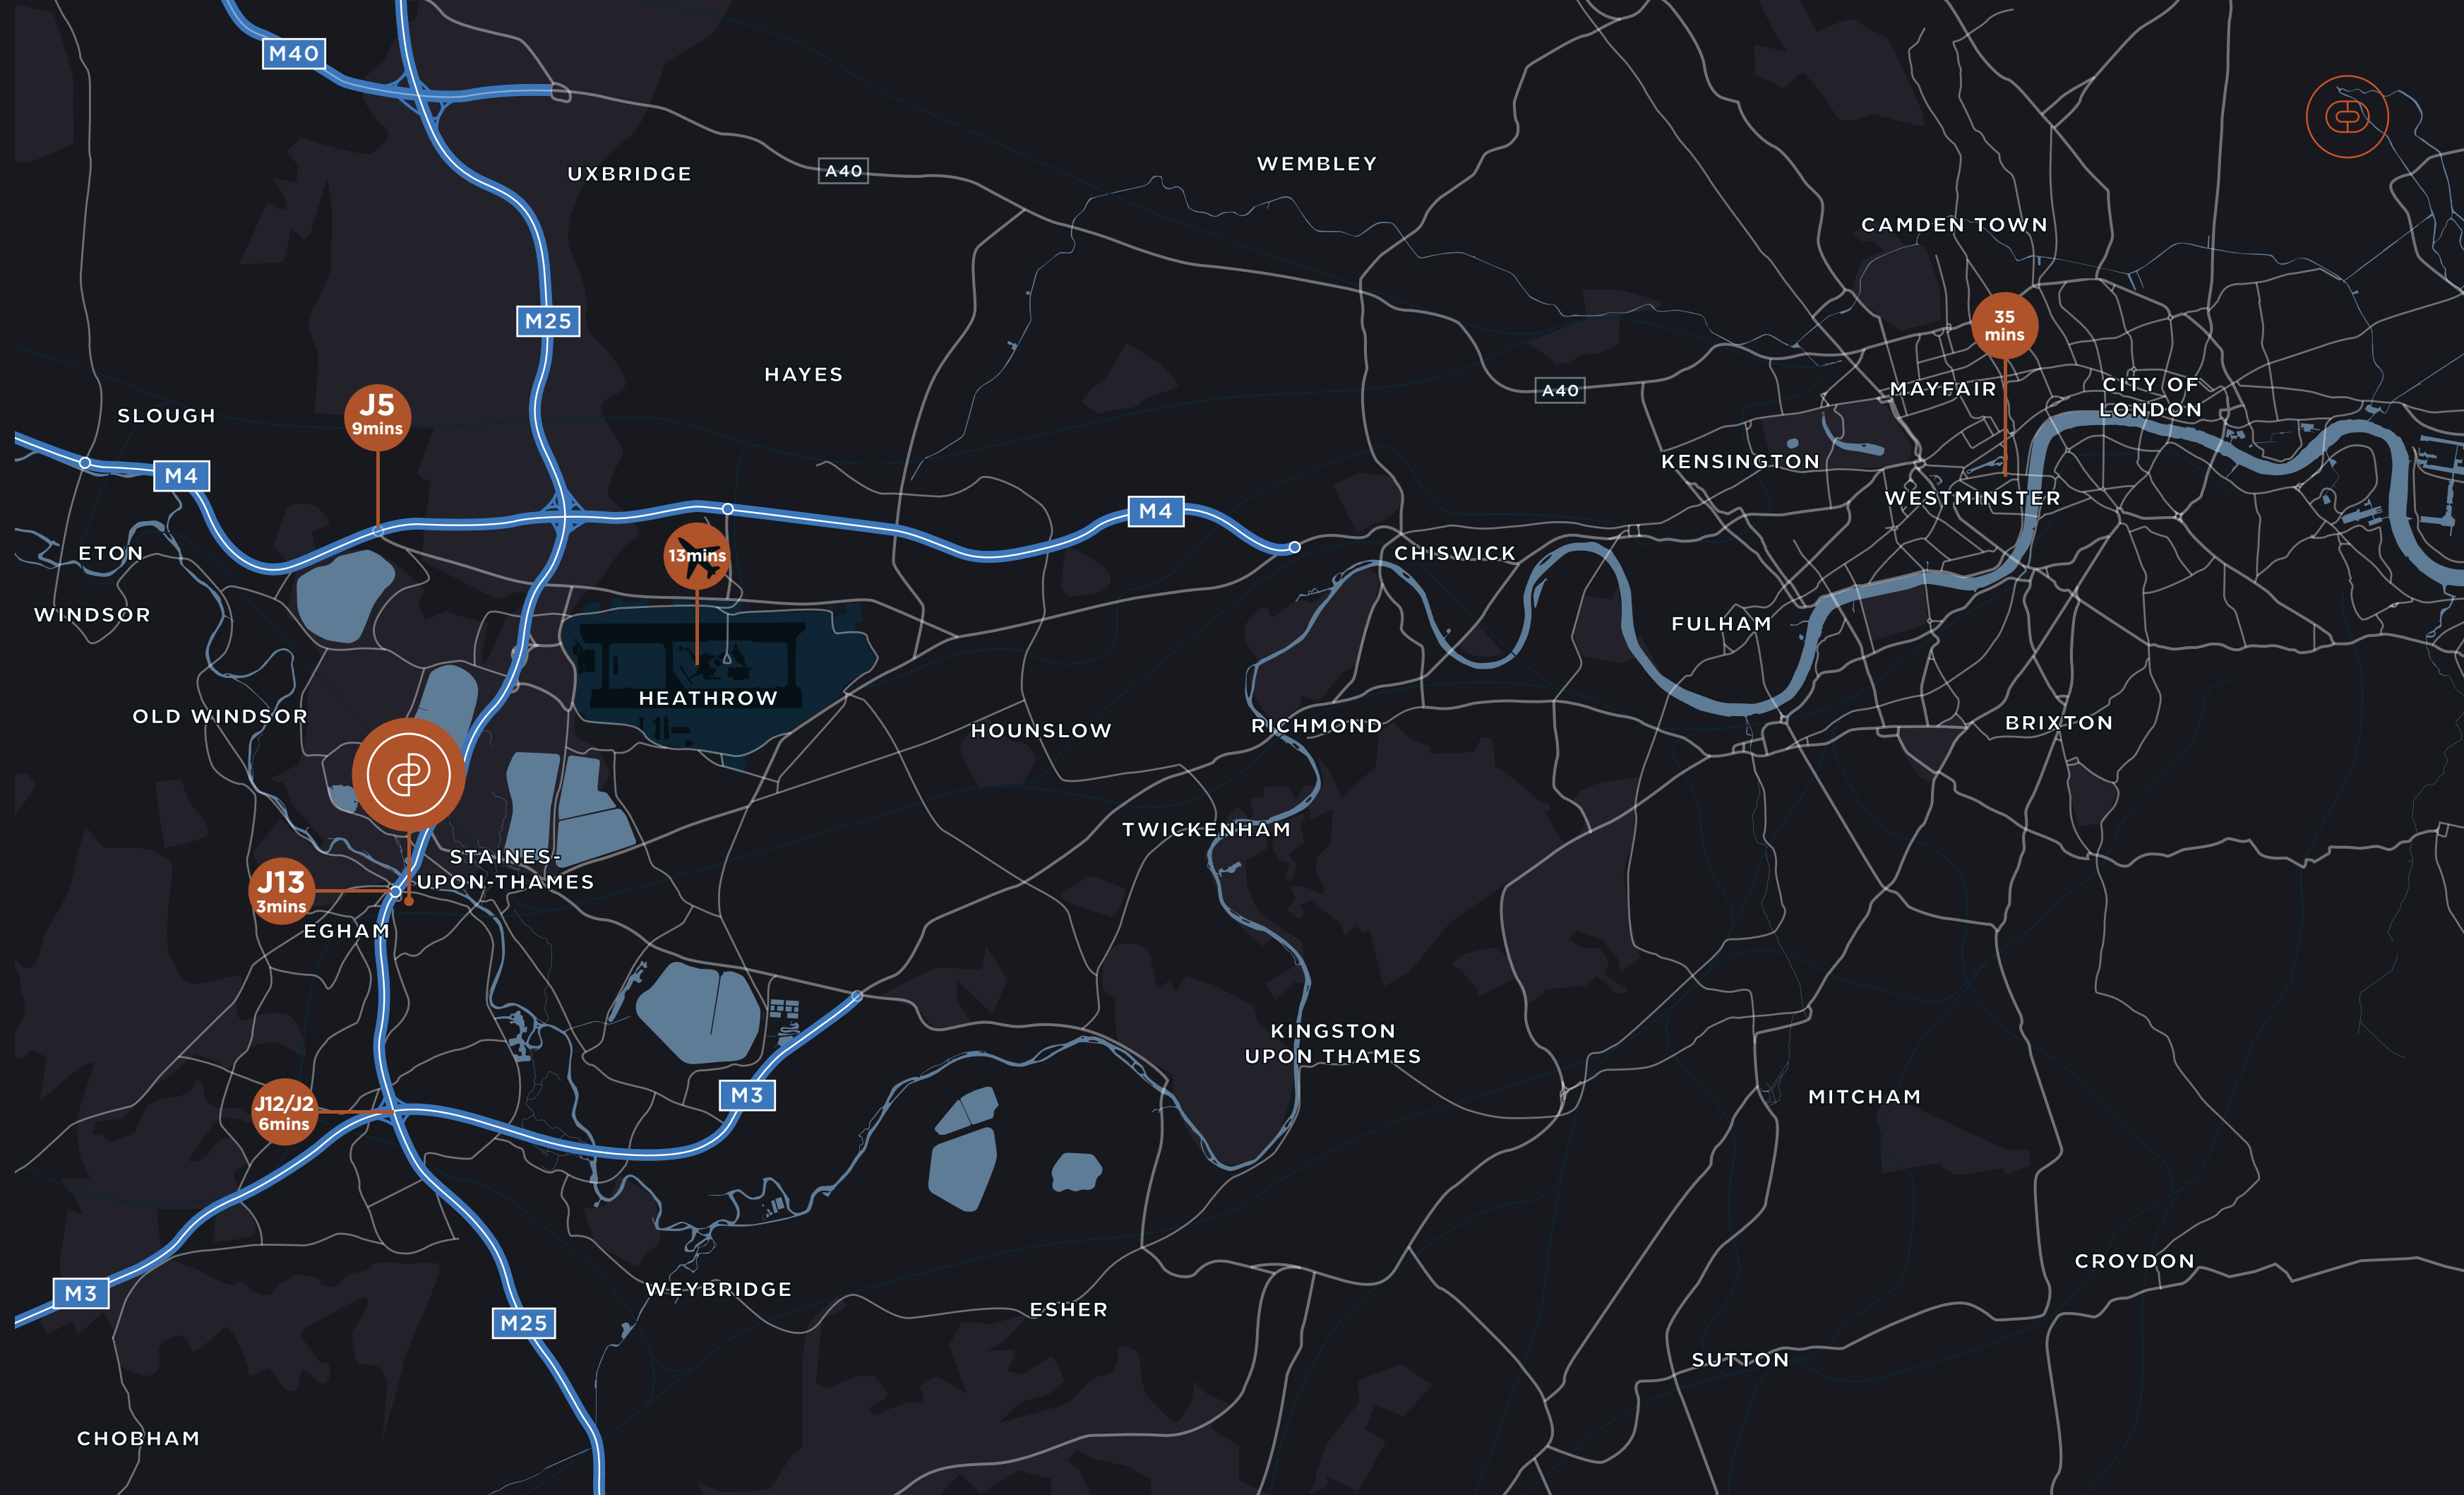 M40
UXBRIDGE
A40
WEMBLEY
CAMDEN TOWN
M25
35
mins
HAYES
MAYFAIR
CITY OF
LONDON
A40
SLOUGH
J5
9mins
M4
KENSINGTON
WESTMINSTER
M4
ETON
13mins
CHISWICK
WINDSOR
FULHAM
HEATHROW
OLD WINDSOR
HOUNSLOW
RICHMOND
BRIXTON
TWICKENHAM
STAINES-
UPON-THAMES
J13
3mins
EGHAM
KINGSTON
UPON THAMES
M3
MITCHAM
J12/J2
6mins
CROYDON
M3
WEYBRIDGE
ESHER
M25
SUTTON
CHOBHAM